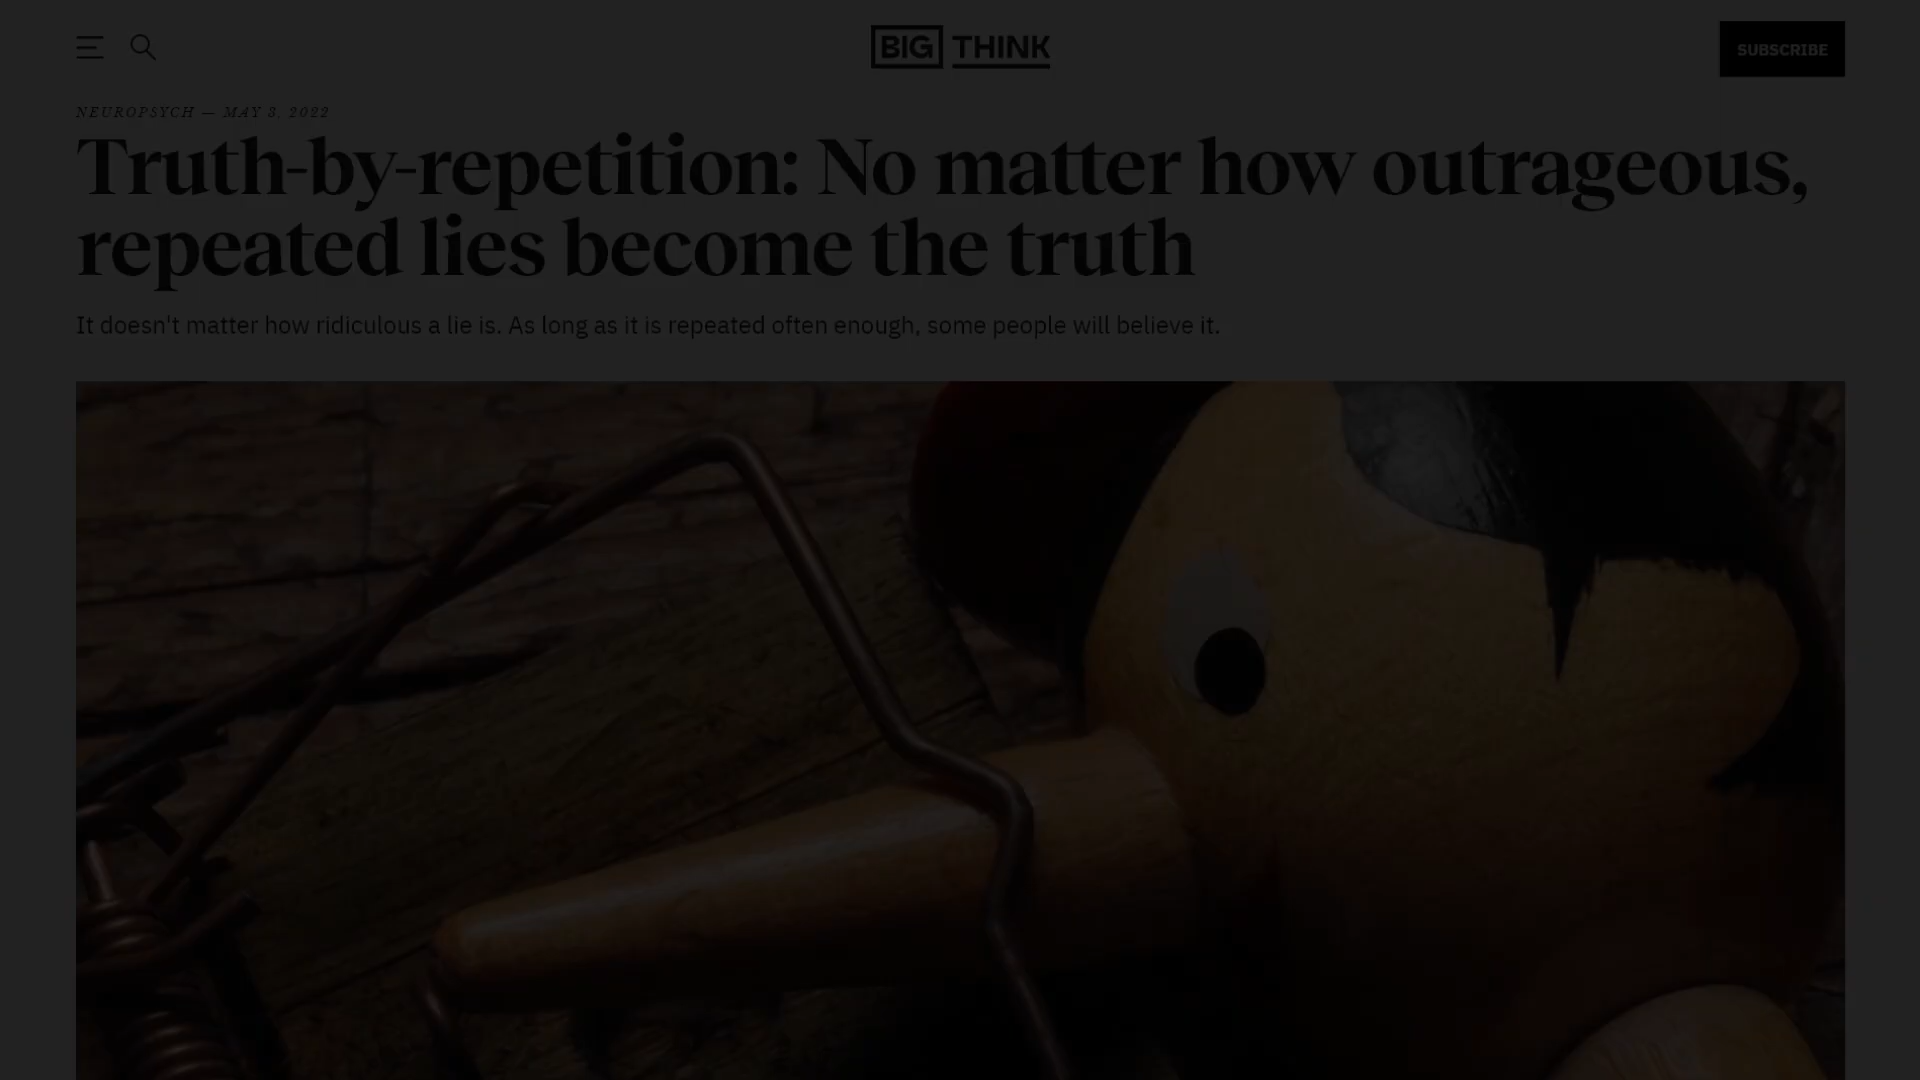 BIG THINK
SUBSCRIBE
NEUROPSYCH — MAY 3, 2022
Truth-by-repetition: No matter how outrageous,
repeated lies become the truth
It doesn't matter how ridiculous a lie is. As long as it is repeated often enough, some people will believe it.